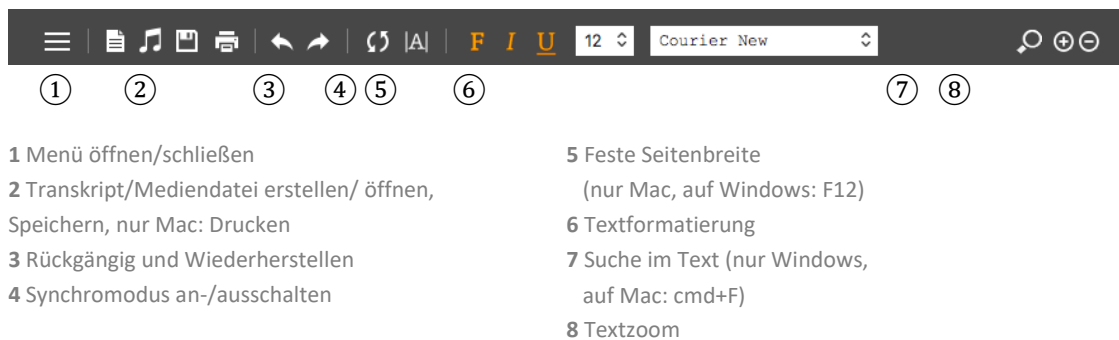 |A| F I U 12 Courier New
① ② ③ ④ ⑤ ⑥ ⑦ ⑧
1 Menü öffnen/schließen
2 Transkript/Mediendatei erstellen/ öffnen,
Speichern, nur Mac: Drucken
3 Rückgängig und Wiederherstellen
4 Synchromodus an-/ausschalten
5 Feste Seitenbreite
(nur Mac, auf Windows: F12)
6 Textformatierung
7 Suche im Text (nur Windows,
auf Mac: cmd+F)
8 Textzoom